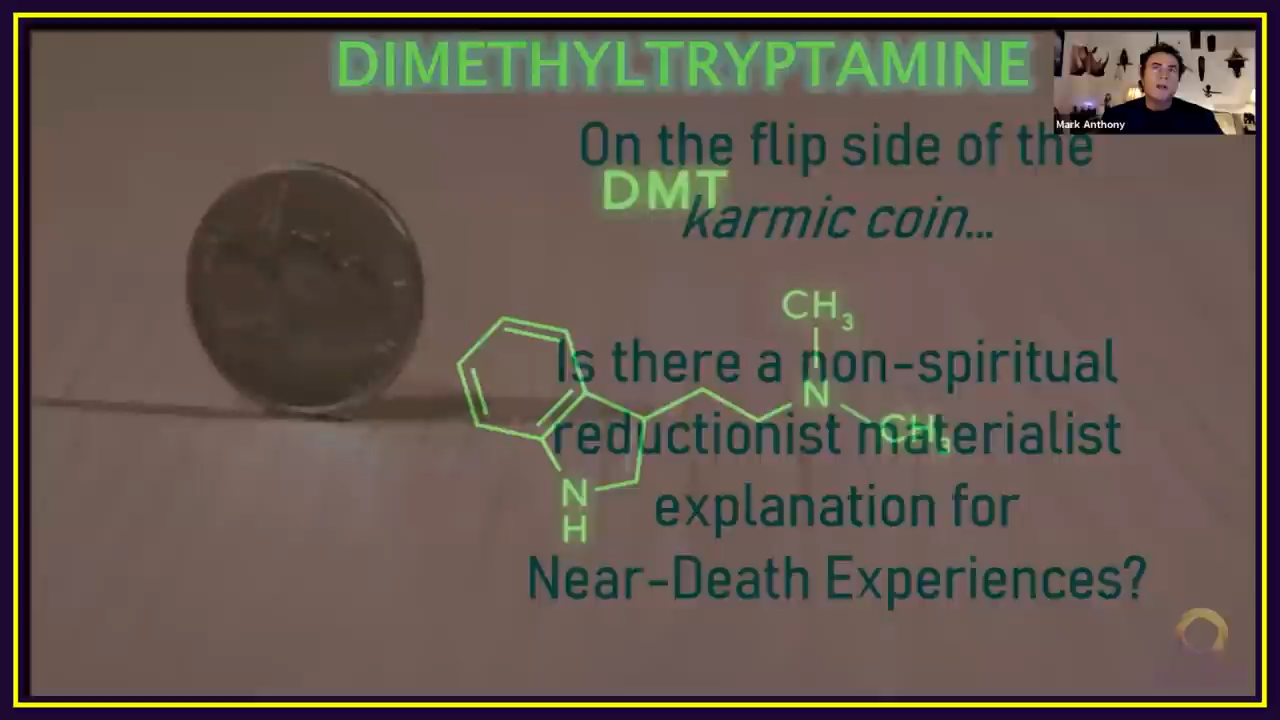 DIMETHYLTRYPTAMINE
Mark Anthony
On the flip side of the
DMT
karmic coin...
CH3
Is there a non-spiritual
N
reductionist materialist
CH3
N
H
explanation for
Near-Death Experiences?